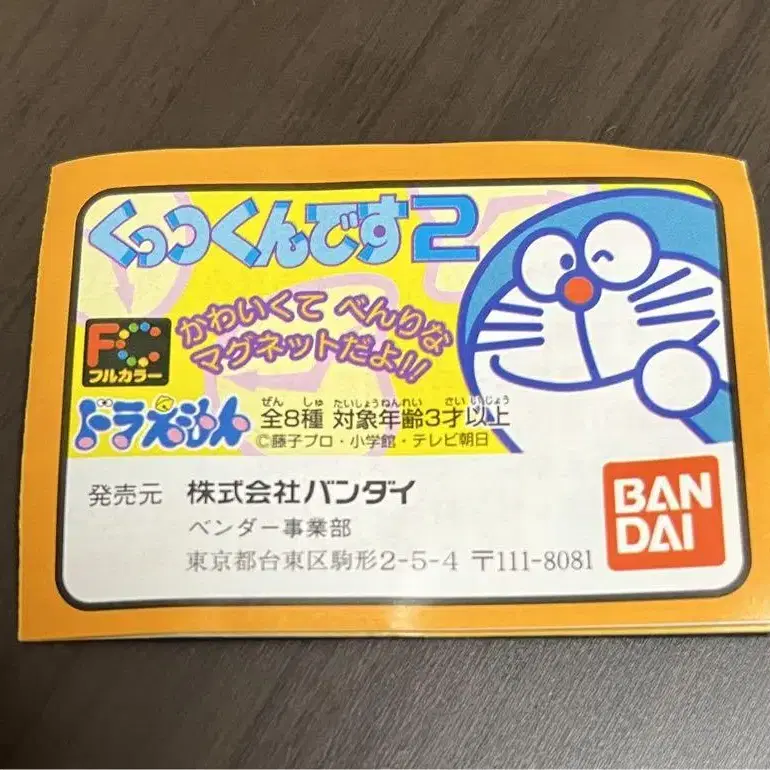 くっつくんです2
かわいくて べんりな
マグネットだよ!!
FC
フルカラー
ドラえもん
ぜん しゅ たいしょうねんれい さい いじょう
全8種 対象年齢3才以上
©藤子プロ・小学館・テレビ朝日
発売元 株式会社バンダイ
ベンダー事業部
東京都台東区駒形2-5-4 〒111-8081
BAN
DAI